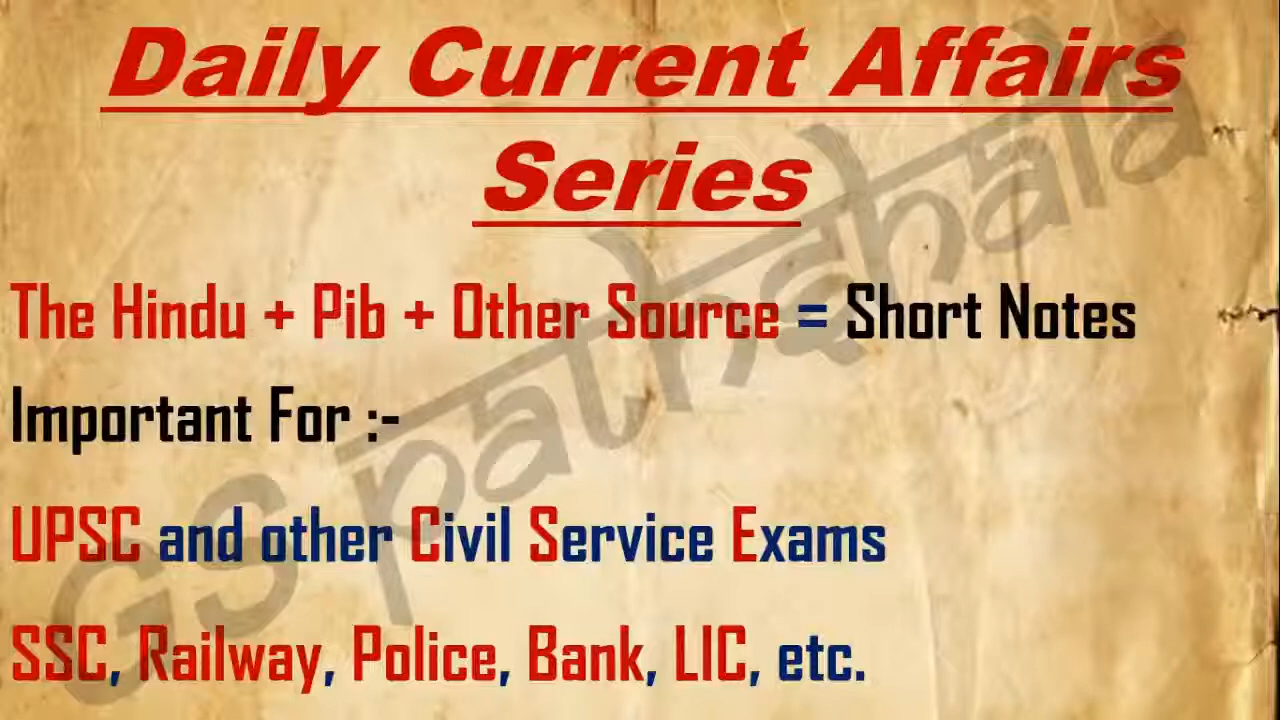 Daily Current Affairs
Series
The Hindu + Pib + Other Source = Short Notes
Important For :-
UPSC and other Civil Service Exams
SSC, Railway, Police, Bank, LIC, etc.
GS pathshala